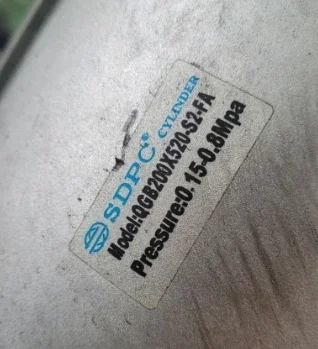 SDPC® CYLINDER
Model:QGB200X520-S2-FA
Pressure:0.15-0.8Mpa